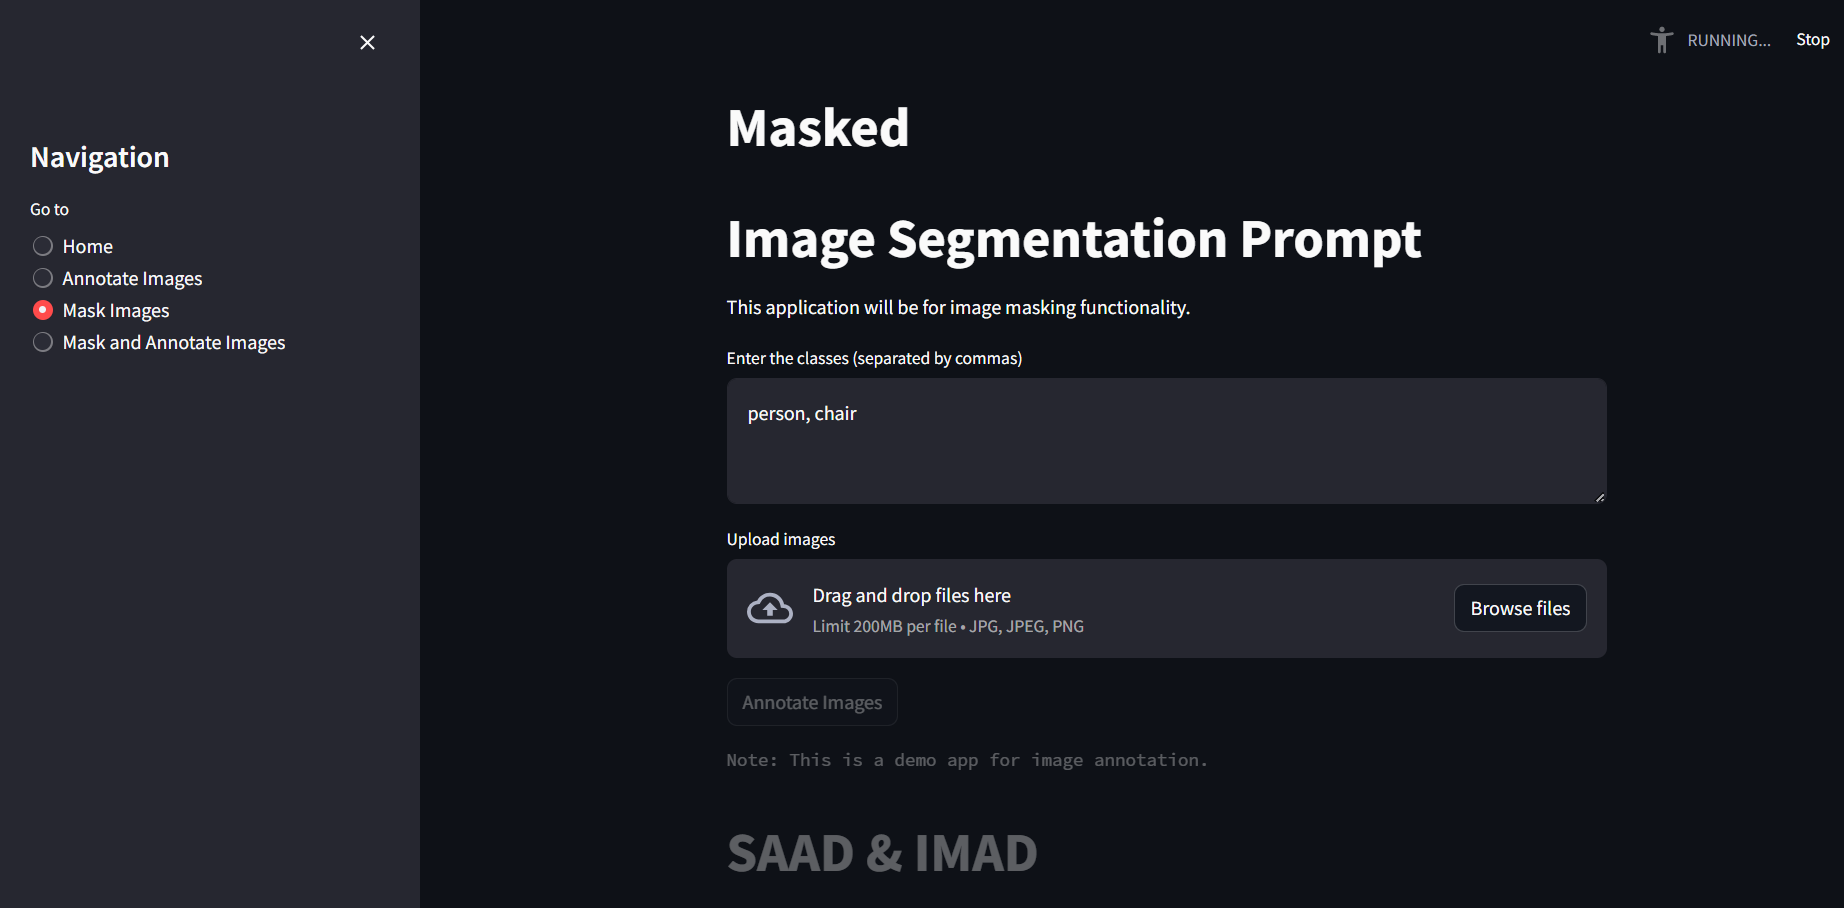 RUNNING...
Stop
Navigation
Go to
Home
Annotate Images
Mask Images
Mask and Annotate Images
Masked
Image Segmentation Prompt
This application will be for image masking functionality.
Enter the classes (separated by commas)
person, chair
Upload images
Drag and drop files here
Limit 200MB per file • JPG, JPEG, PNG
Browse files
Annotate Images
Note: This is a demo app for image annotation.
SAAD & IMAD